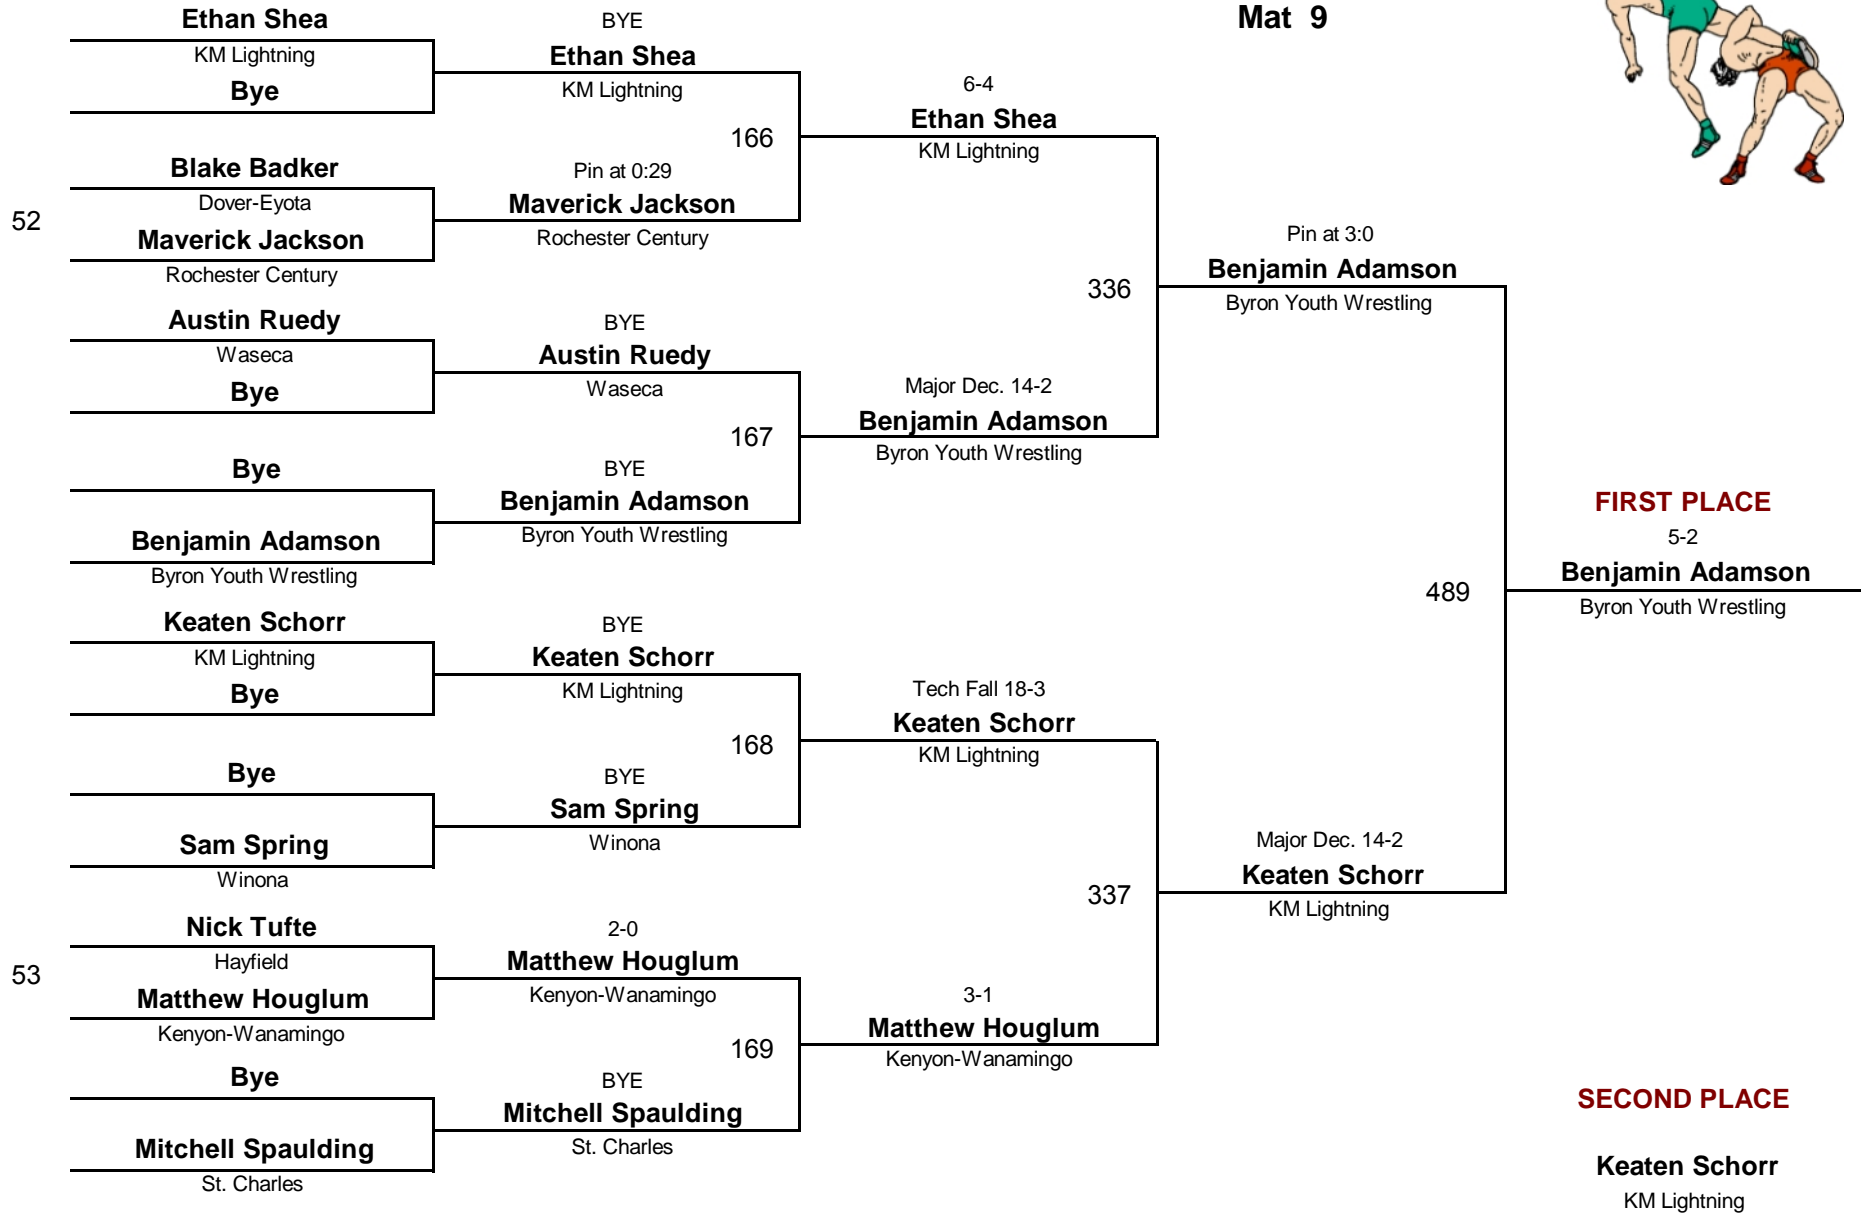 Mat 9
Ethan Shea
KM Lightning
Bye
52
Blake Badker
Dover-Eyota
Maverick Jackson
Rochester Century
Austin Ruedy
Waseca
Bye
Bye
Benjamin Adamson
Byron Youth Wrestling
Keaten Schorr
KM Lightning
Bye
Bye
Sam Spring
Winona
53
Nick Tufte
Hayfield
Matthew Houglum
Kenyon-Wanamingo
Bye
Mitchell Spaulding
St. Charles
BYE
Ethan Shea
KM Lightning
166
Pin at 0:29
Maverick Jackson
Rochester Century
BYE
Austin Ruedy
Waseca
167
BYE
Benjamin Adamson
Byron Youth Wrestling
BYE
Keaten Schorr
KM Lightning
168
BYE
Sam Spring
Winona
2-0
Matthew Houglum
Kenyon-Wanamingo
169
BYE
Mitchell Spaulding
St. Charles
6-4
Ethan Shea
KM Lightning
336
Major Dec. 14-2
Benjamin Adamson
Byron Youth Wrestling
Tech Fall 18-3
Keaten Schorr
KM Lightning
337
3-1
Matthew Houglum
Kenyon-Wanamingo
Pin at 3:0
Benjamin Adamson
Byron Youth Wrestling
489
Major Dec. 14-2
Keaten Schorr
KM Lightning
FIRST PLACE
5-2
Benjamin Adamson
Byron Youth Wrestling
SECOND PLACE
Keaten Schorr
KM Lightning